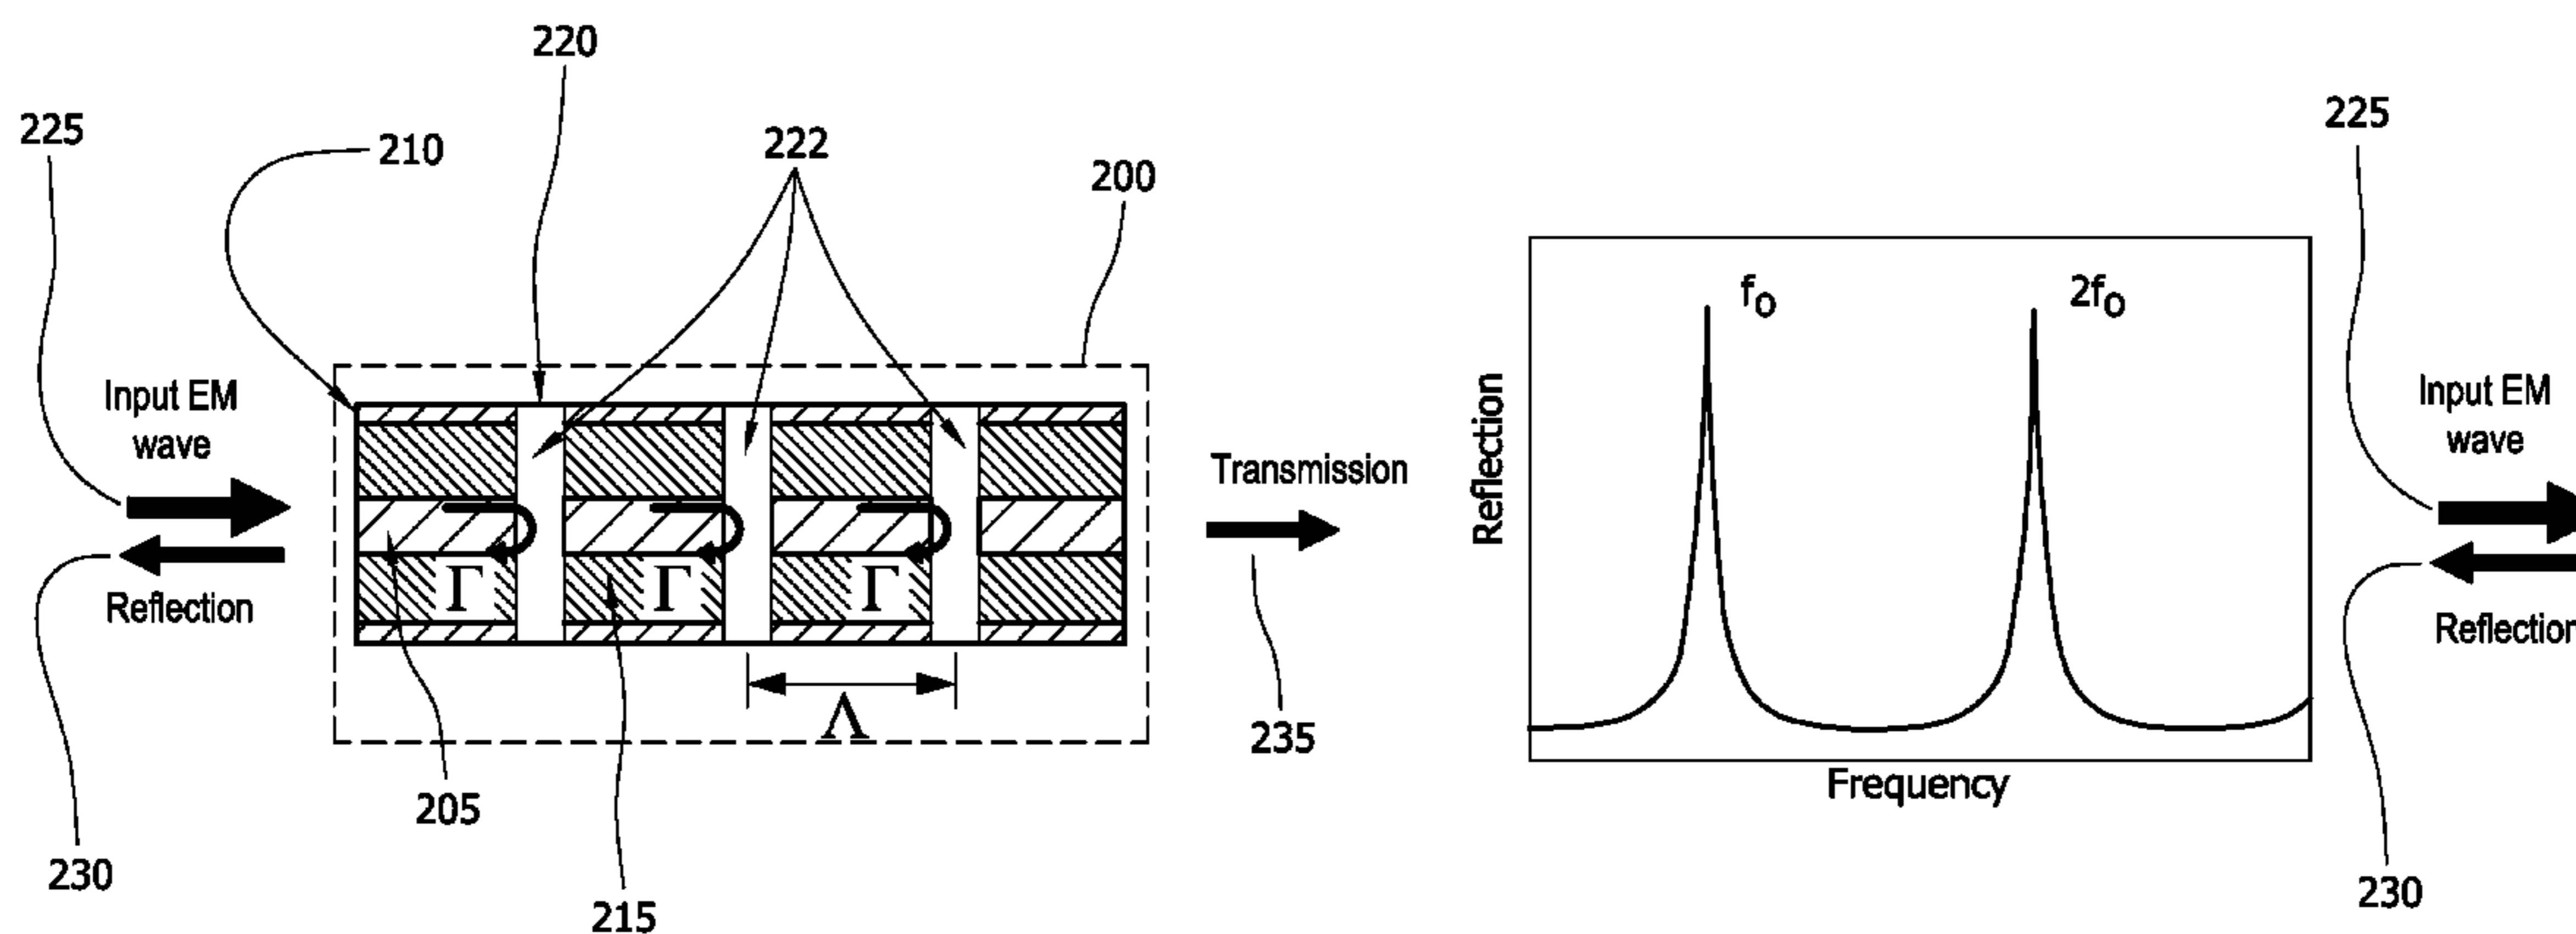 220
225
210
222
200
225
Input EM
wave
Reflection
Γ
Γ
Γ
Λ
205
215
230
Transmission
235
f₀
2f₀
Reflection
Frequency
Input EM
wave
Reflection
230